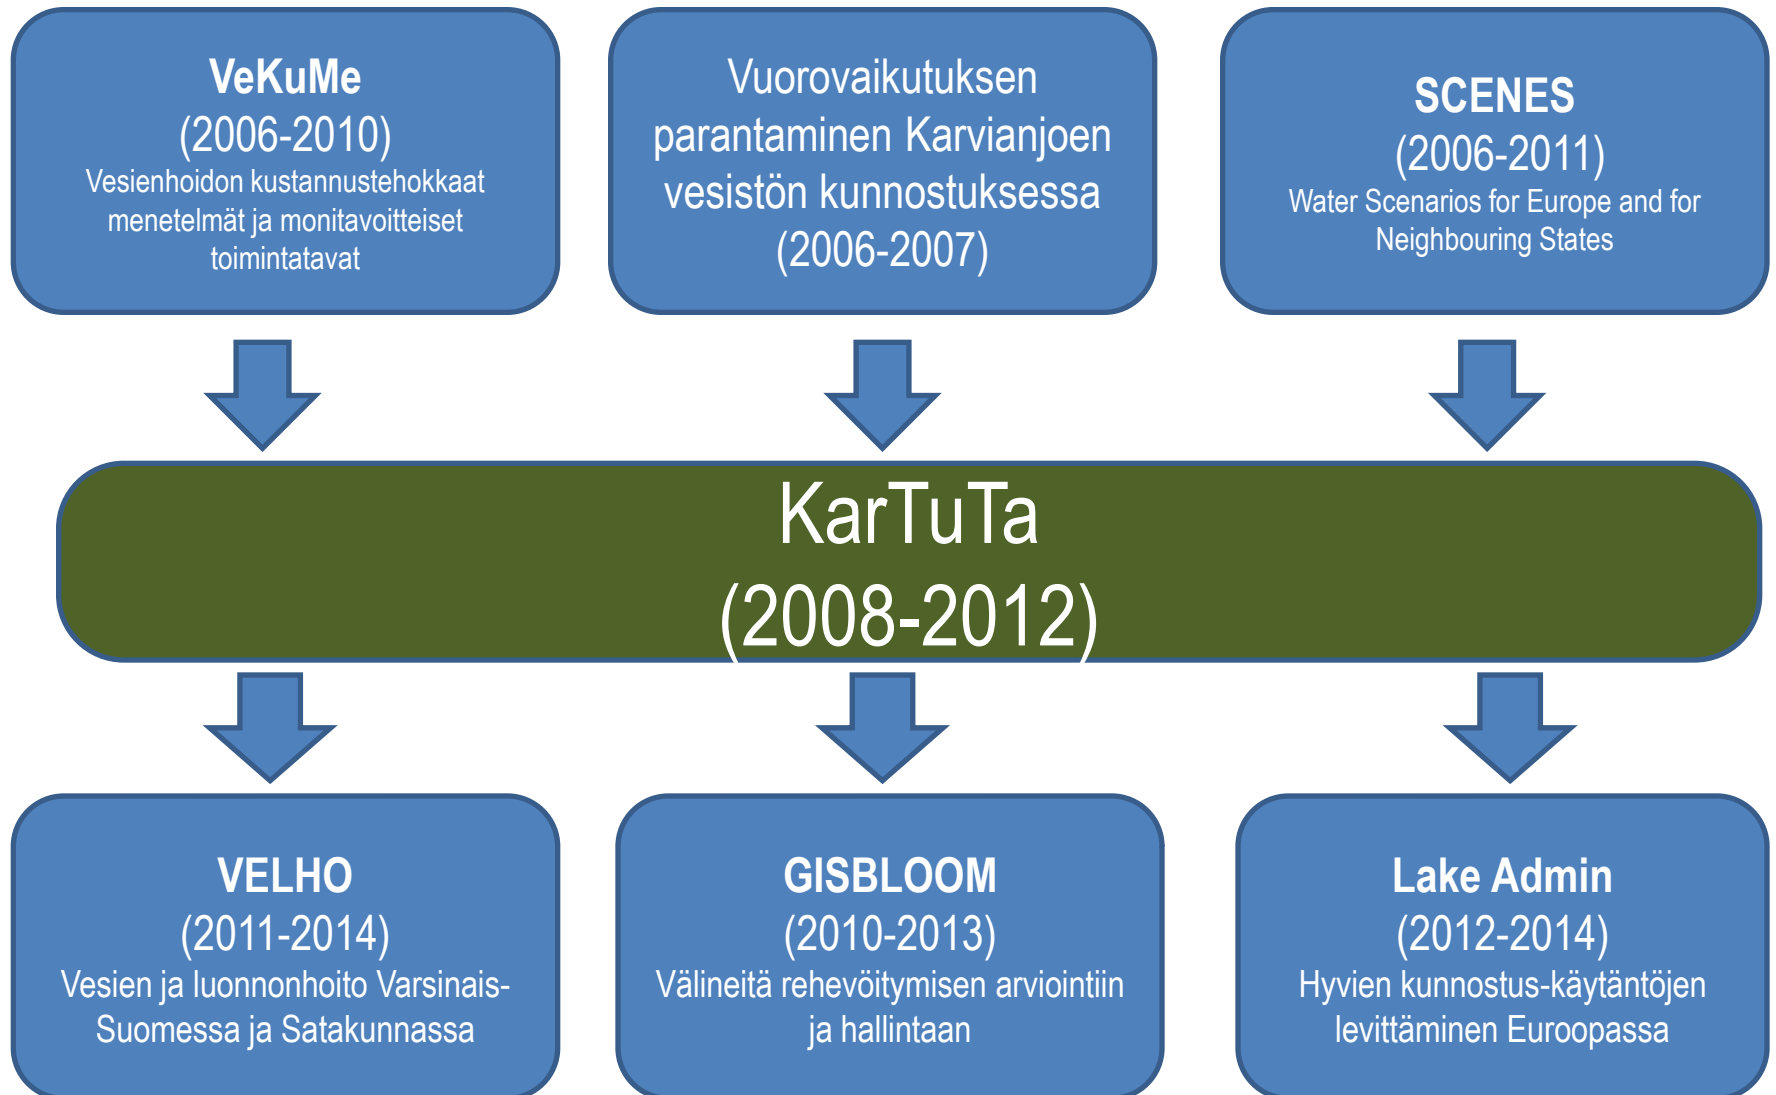 VeKuMe
(2006-2010)
Vesienhoidon kustannustehokkaat
menetelmät ja monitavoitteiset
toimintatavat
Vuorovaikutuksen
parantaminen Karvianjoen
vesistön kunnostuksessa
(2006-2007)
SCENES
(2006-2011)
Water Scenarios for Europe and for
Neighbouring States
KarTuTa
(2008-2012)
VELHO
(2011-2014)
Vesien ja luonnonhoito Varsinais-
Suomessa ja Satakunnassa
GISBLOOM
(2010-2013)
Välineitä rehevöitymisen arviointiin
ja hallintaan
Lake Admin
(2012-2014)
Hyvien kunnostus-käytäntöjen
levittäminen Euroopassa